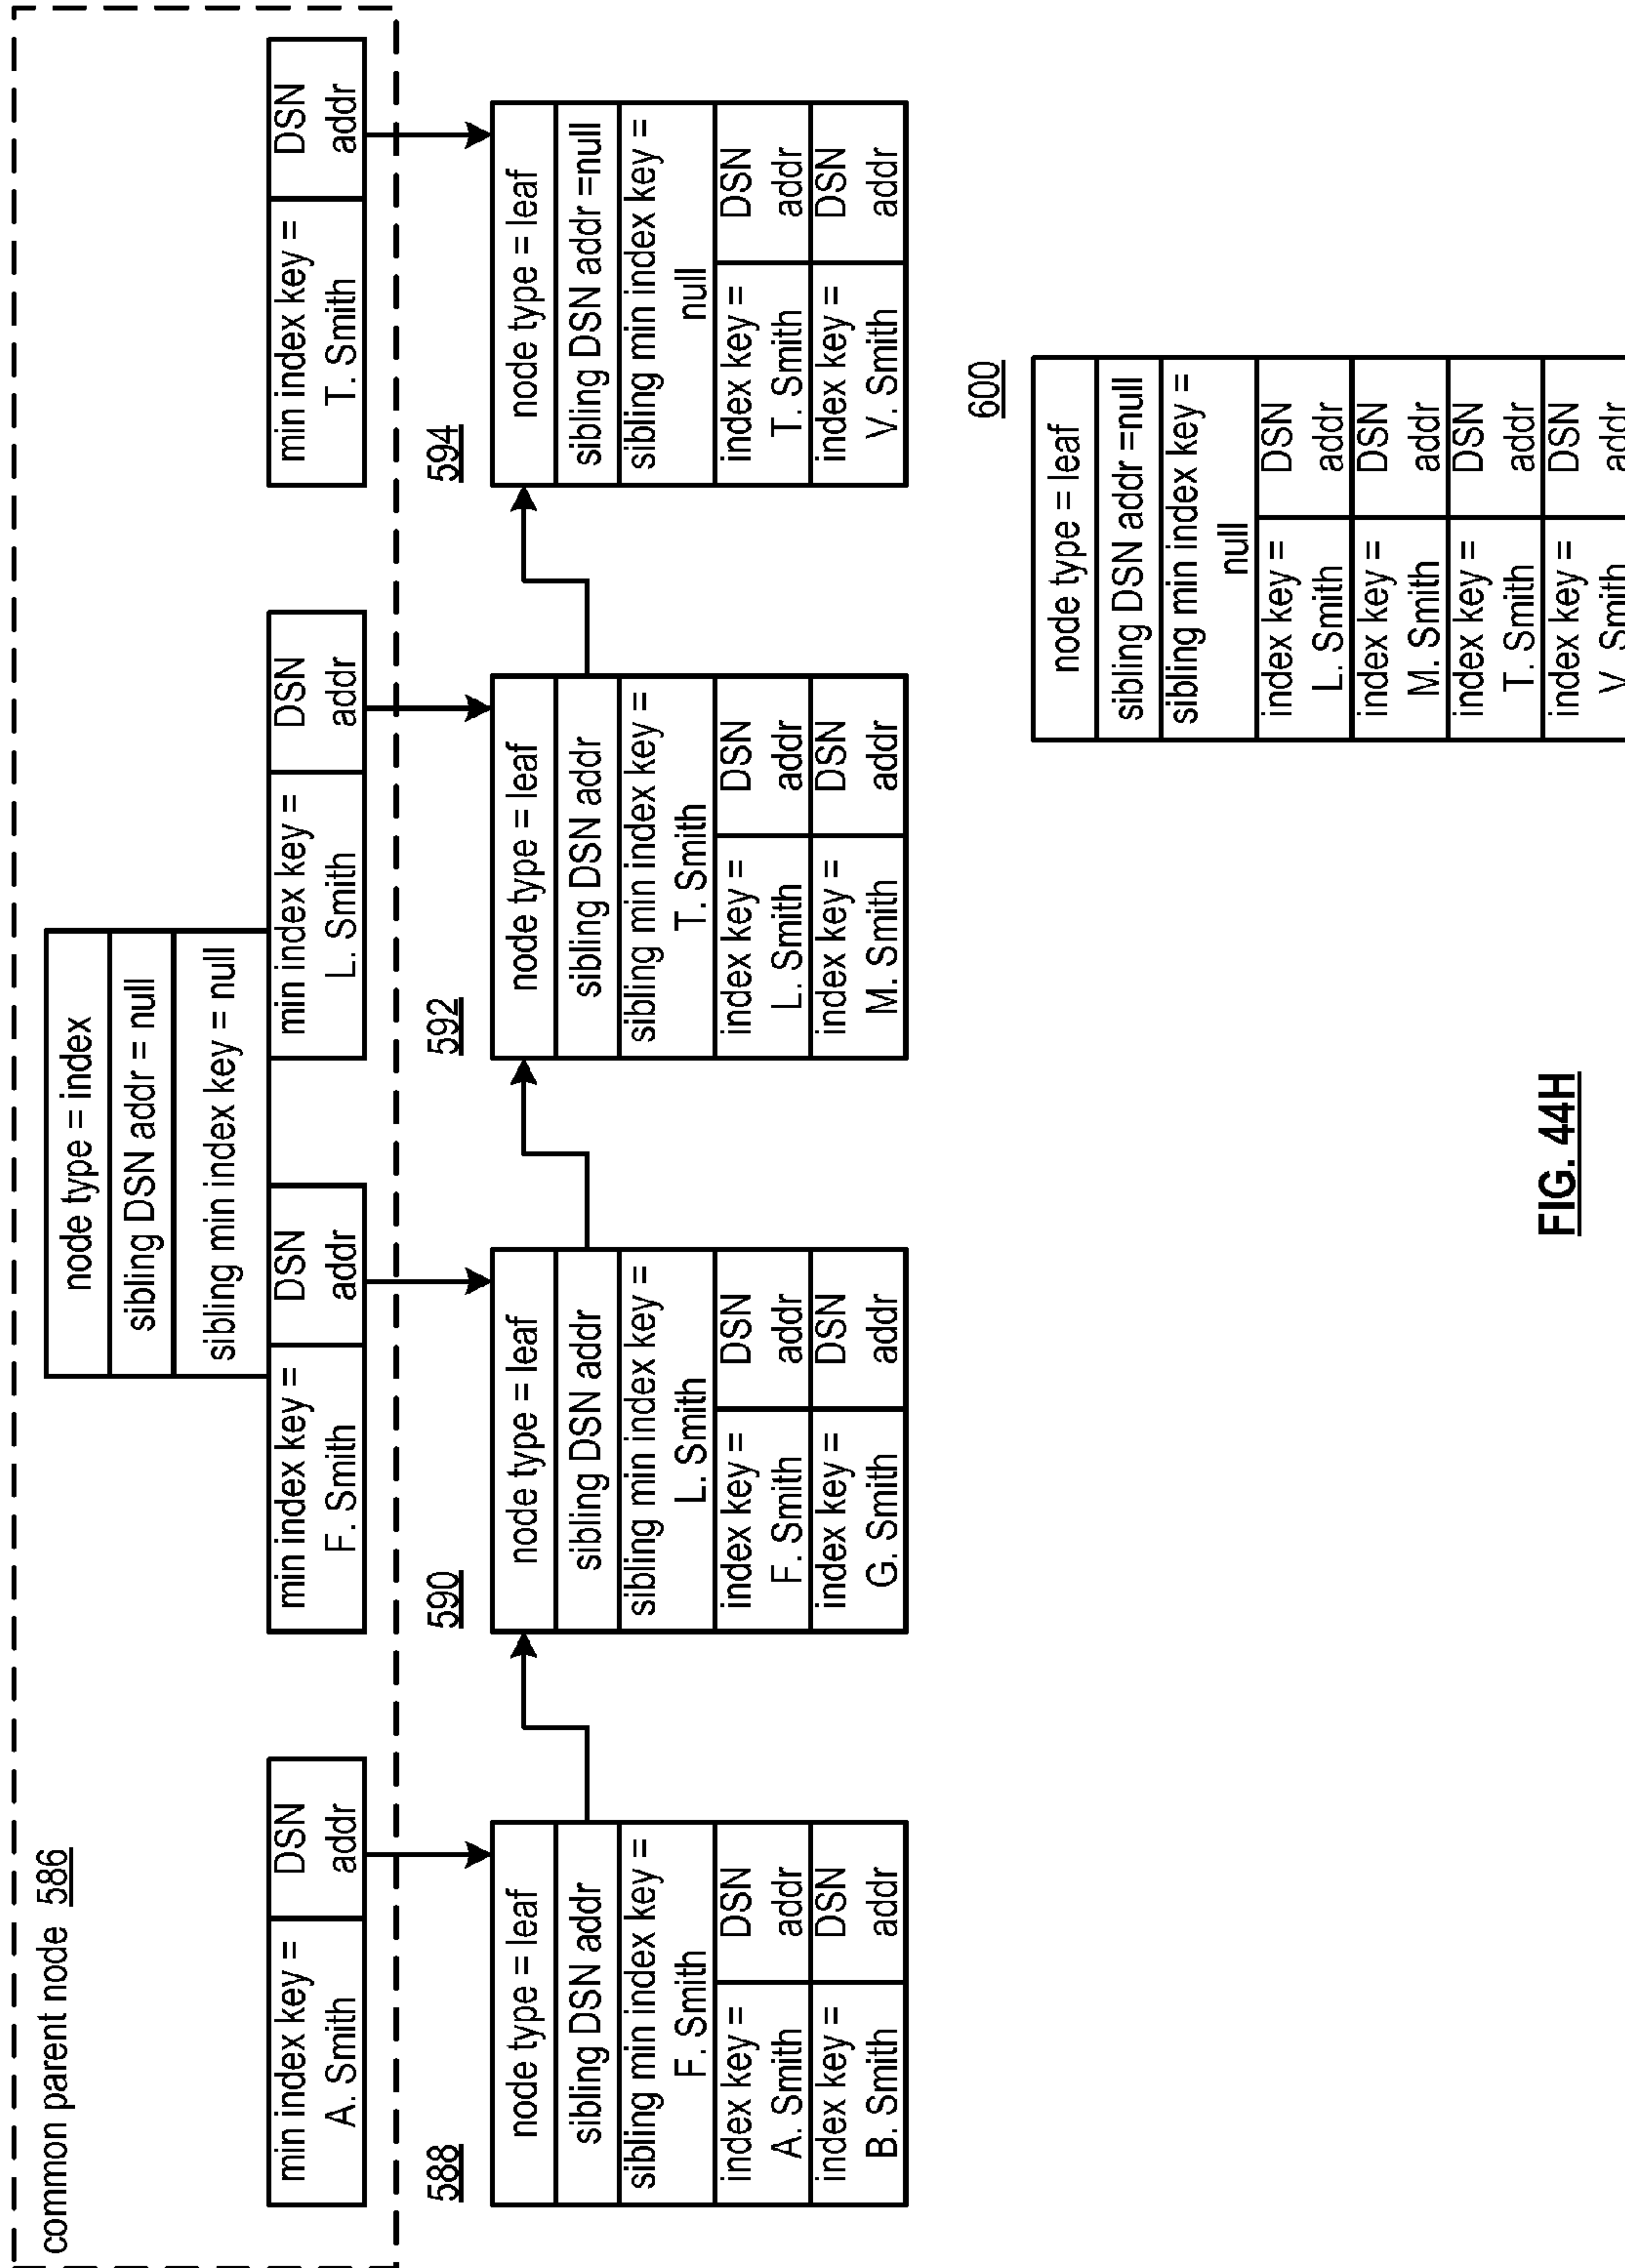 common parent node 586
node type = index
sibling DSN addr = null
sibling min index key = null
min index key =
A. Smith
DSN
addr
min index key =
F. Smith
DSN
addr
min index key =
L. Smith
DSN
addr
min index key =
T. Smith
DSN
addr
588
node type = leaf
sibling DSN addr
sibling min index key =
F. Smith
index key =
A. Smith
DSN
addr
index key =
B. Smith
DSN
addr
590
node type = leaf
sibling DSN addr
sibling min index key =
L. Smith
index key =
F. Smith
DSN
addr
index key =
G. Smith
DSN
addr
592
node type = leaf
sibling DSN addr
sibling min index key =
T. Smith
index key =
L. Smith
DSN
addr
index key =
M. Smith
DSN
addr
594
node type = leaf
sibling DSN addr =null
sibling min index key =
null
index key =
T. Smith
DSN
addr
index key =
V. Smith
DSN
addr
600
node type = leaf
sibling DSN addr =null
sibling min index key =
null
index key =
L. Smith
DSN
addr
index key =
M. Smith
DSN
addr
index key =
T. Smith
DSN
addr
index key =
V. Smith
DSN
addr
FIG. 44H